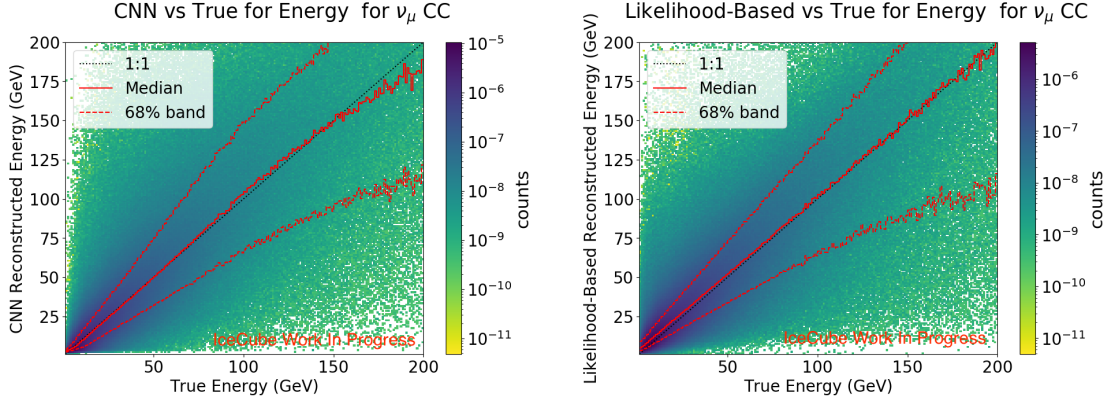 CNN vs True for Energy for νμ CC
CNN Reconstructed Energy (GeV)
200
175
150
125
100
75
50
25
1:1
Median
68% band
IceCube Work In Progress
50
100
150
200
True Energy (GeV)
10⁻⁵
10⁻⁶
10⁻⁷
10⁻⁸
10⁻⁹
10⁻¹⁰
10⁻¹¹
counts
Likelihood-Based vs True for Energy for νμ CC
Likelihood-Based Reconstructed Energy (GeV)
200
175
150
125
100
75
50
25
1:1
Median
68% band
IceCube Work In Progress
50
100
150
200
True Energy (GeV)
10⁻⁶
10⁻⁷
10⁻⁸
10⁻⁹
10⁻¹⁰
10⁻¹¹
counts